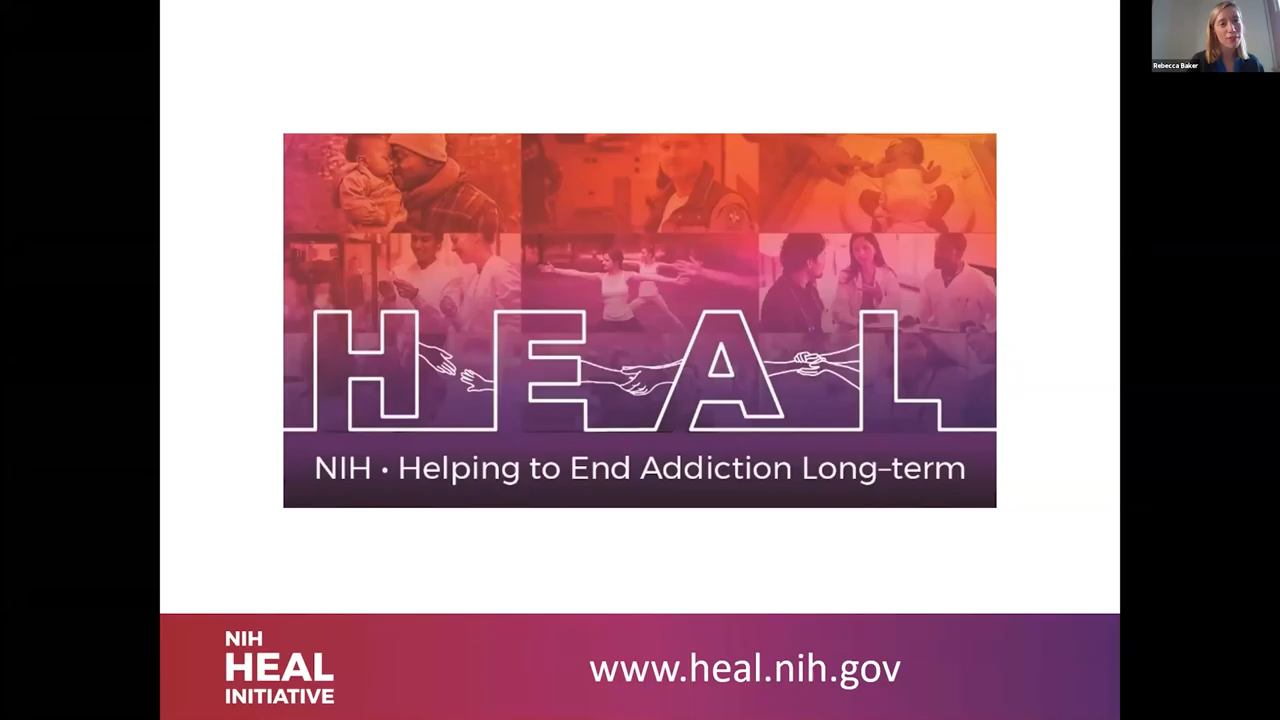 Rebecca Baker
HEAL
NIH • Helping to End Addiction Long-term
NIH
HEAL
INITIATIVE
www.heal.nih.gov